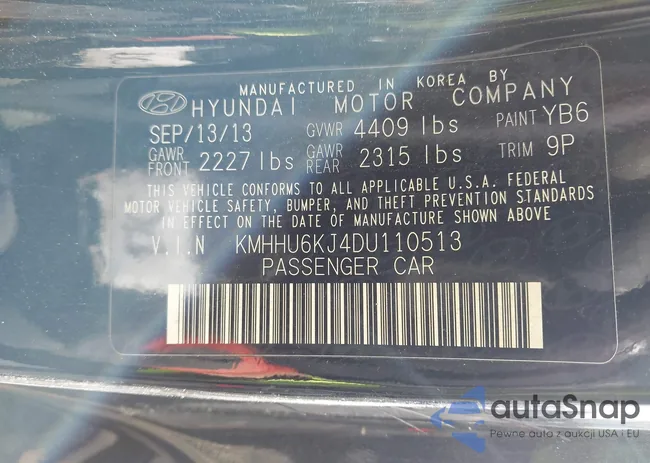 MANUFACTURED IN KOREA BY
HYUNDAI MOTOR COMPANY
SEP/13/13 GVWR 4409 lbs PAINT YB6
GAWR FRONT 2227 lbs GAWR REAR 2315 lbs TRIM 9P
THIS VEHICLE CONFORMS TO ALL APPLICABLE U.S.A. FEDERAL
MOTOR VEHICLE SAFETY, BUMPER, AND THEFT PREVENTION STANDARDS
IN EFFECT ON THE DATE OF MANUFACTURE SHOWN ABOVE
V.I.N KMHHU6KJ4DU110513
PASSENGER CAR
autaSnap
Pewne auta z aukcji USA i EU